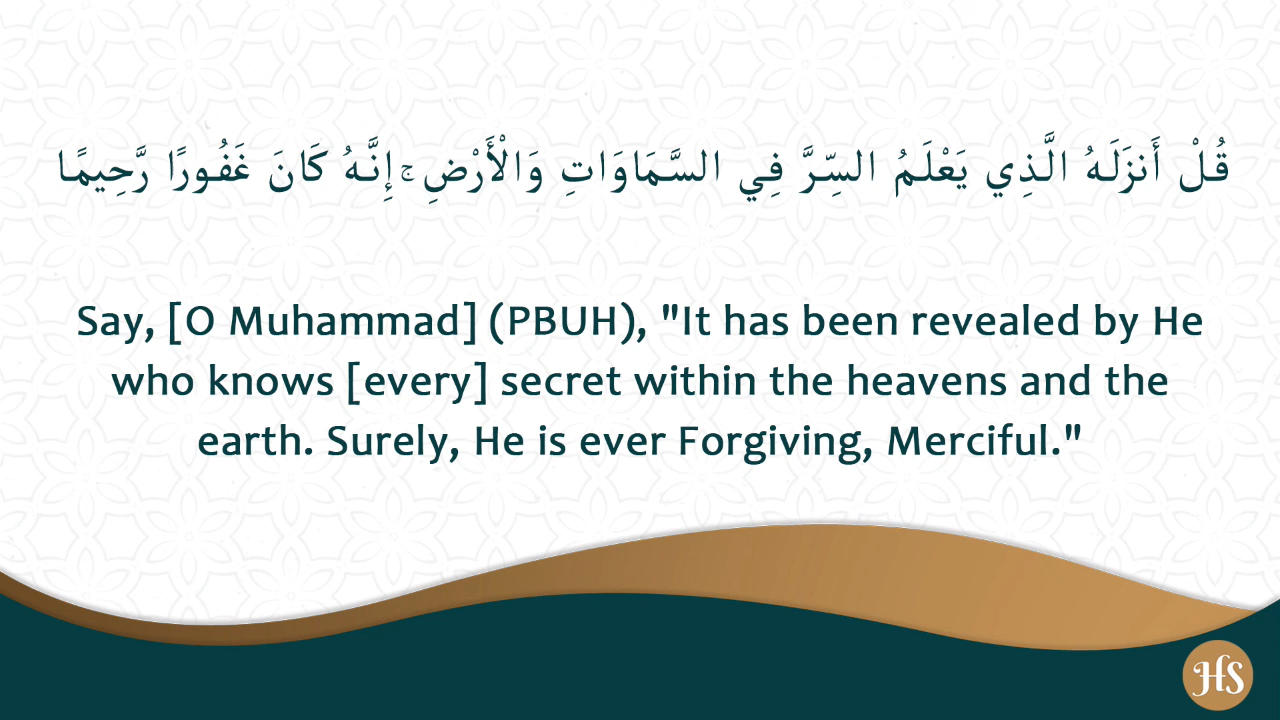 قُلْ أَنزَلَهُ الَّذِي يَعْلَمُ السِّرَّ فِي السَّمَاوَاتِ وَالْأَرْضِ ۚ إِنَّهُ كَانَ غَفُورًا رَّحِيمًا
Say, [O Muhammad] (PBUH), "It has been revealed by He
who knows [every] secret within the heavens and the
earth. Surely, He is ever Forgiving, Merciful."
HS